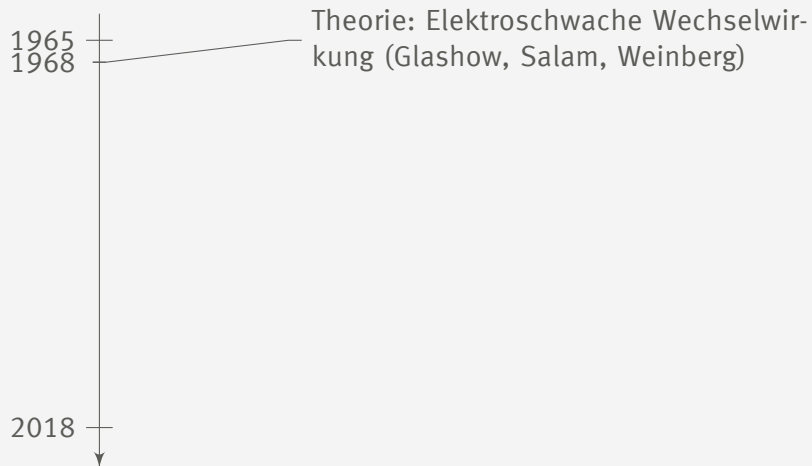 1965
1968
Theorie: Elektroschwache Wechselwir-
kung (Glashow, Salam, Weinberg)
2018